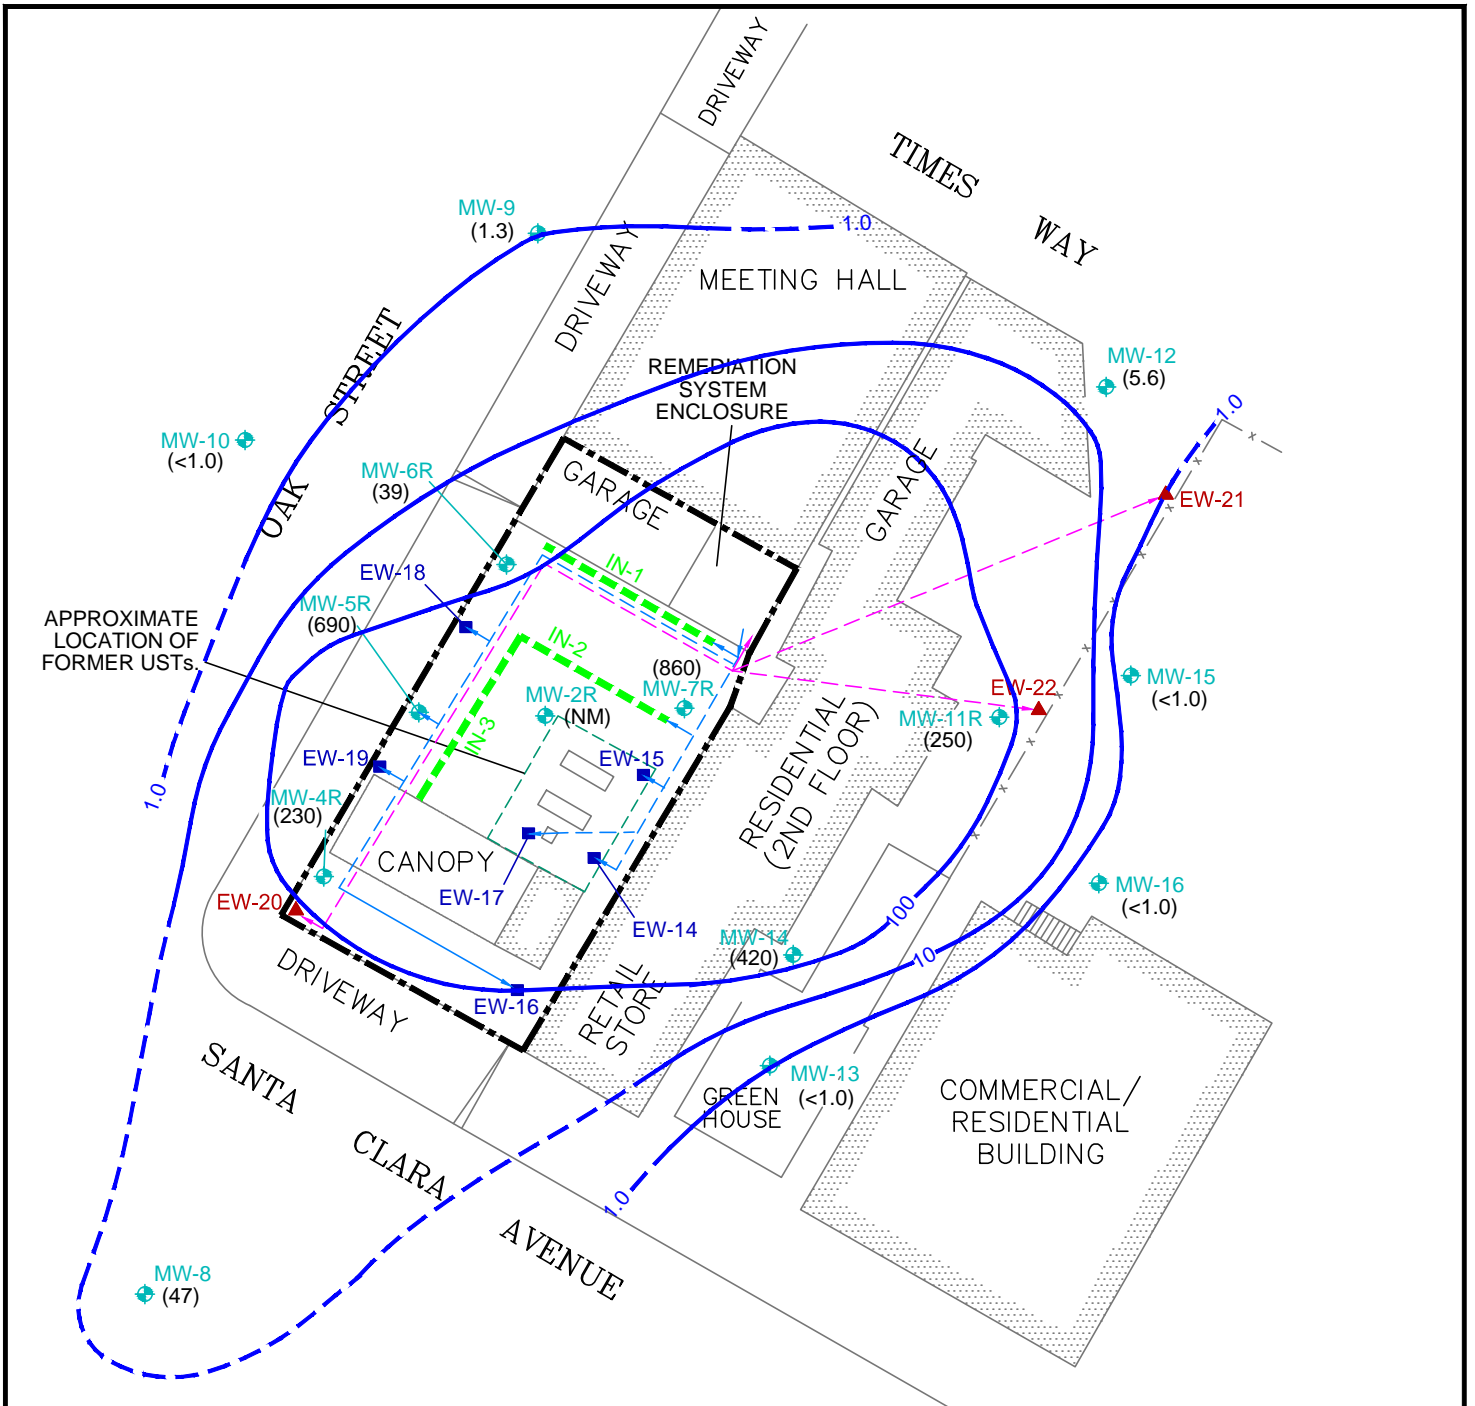 DRIVEWAY
TIMES
WAY
MW-9
(1.3)
1.0
DRIVEWAY
MEETING HALL
OAK STREET
REMEDIATION
SYSTEM
ENCLOSURE
MW-12
(5.6)
1.0
MW-10
(<1.0)
MW-6R
(39)
GARAGE
GARAGE
EW-21
EW-18
IN-1
MW-5R
(690)
APPROXIMATE
LOCATION OF
FORMER USTs.
IN-2
(860)
MW-7R
MW-2R
(NM)
EW-22
MW-11R
(250)
MW-15
(<1.0)
IN-3
EW-19
EW-15
RESIDENTIAL
(2ND FLOOR)
1.0
MW-4R
(230)
CANOPY
EW-17
EW-14
EW-20
100
MW-16
(<1.0)
MW-14
(420)
10
DRIVEWAY
EW-16
RETAIL
STORE
SANTA
CLARA
AVENUE
MW-13
(<1.0)
GREEN
HOUSE
COMMERCIAL/
RESIDENTIAL
BUILDING
1.0
MW-8
(47)